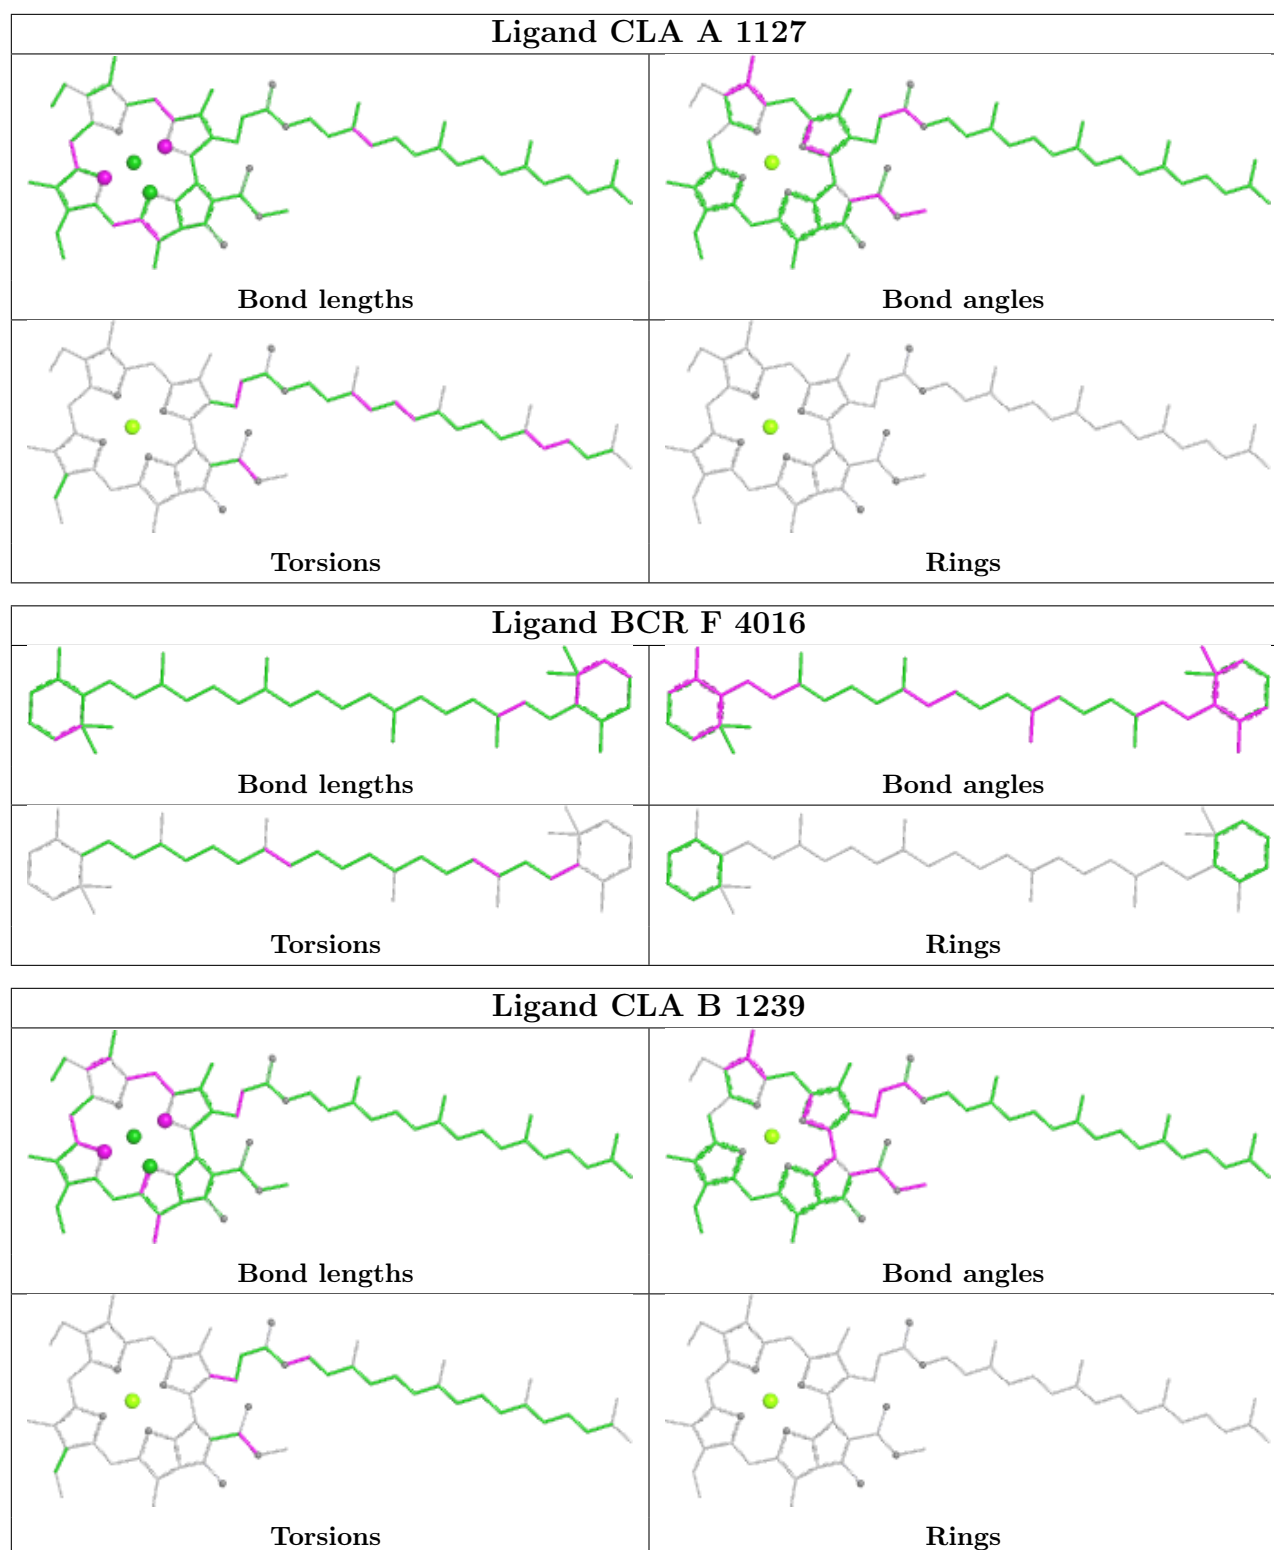 Ligand CLA A 1127
Bond lengths
Bond angles
Torsions
Rings
Ligand BCR F 4016
Bond lengths
Bond angles
Torsions
Rings
Ligand CLA B 1239
Bond lengths
Bond angles
Torsions
Rings